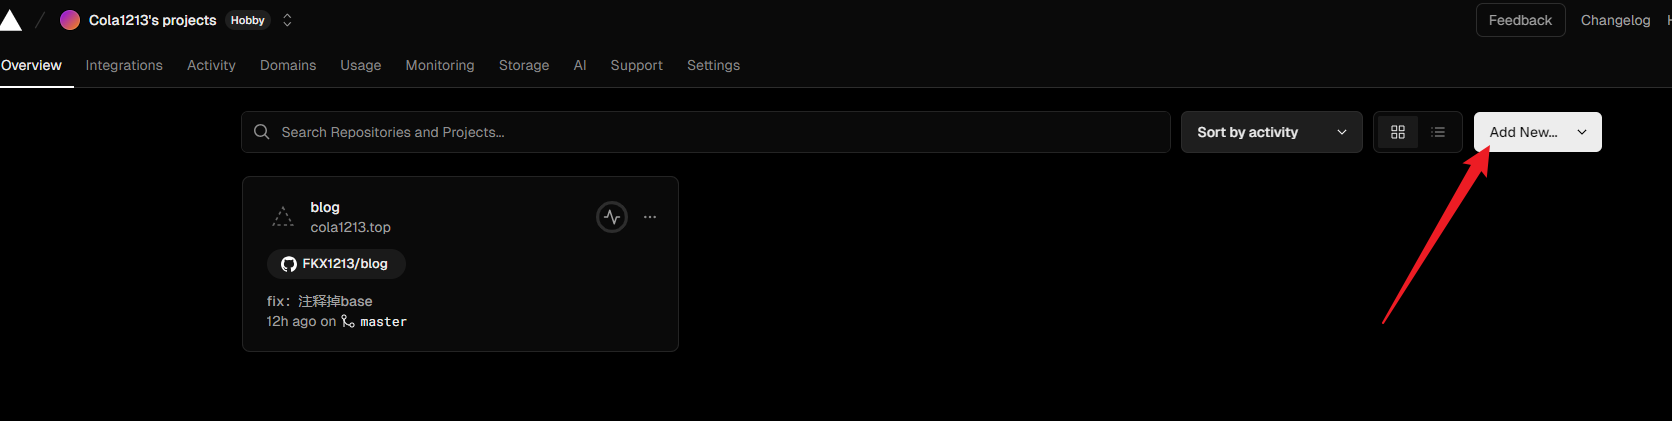 Cola1213's projects Hobby
Feedback Changelog
Overview Integrations Activity Domains Usage Monitoring Storage AI Support Settings
Search Repositories and Projects... Sort by activity Add New...
blog
cola1213.top
FKX1213/blog
fix：注释掉base
12h ago on master